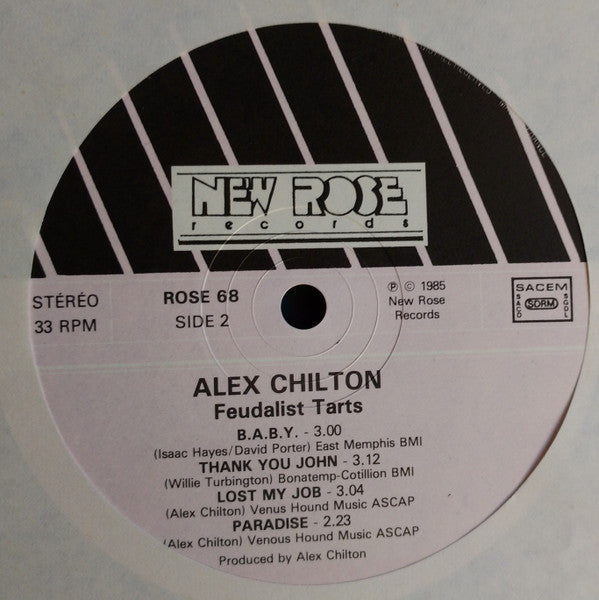 NEW ROSE
records
STÉRÉO
33 RPM
ROSE 68
SIDE 2
℗ © 1985
New Rose
Records
SACEM
SACD
SDRM
SGDL
ALEX CHILTON
Feudalist Tarts
B.A.B.Y. - 3.00
(Isaac Hayes/David Porter) East Memphis BMI
THANK YOU JOHN - 3.12
(Willie Turbington) Bonatemp-Cotillion BMI
LOST MY JOB - 3.04
(Alex Chilton) Venus Hound Music ASCAP
PARADISE - 2.23
(Alex Chilton) Venous Hound Music ASCAP
Produced by Alex Chilton